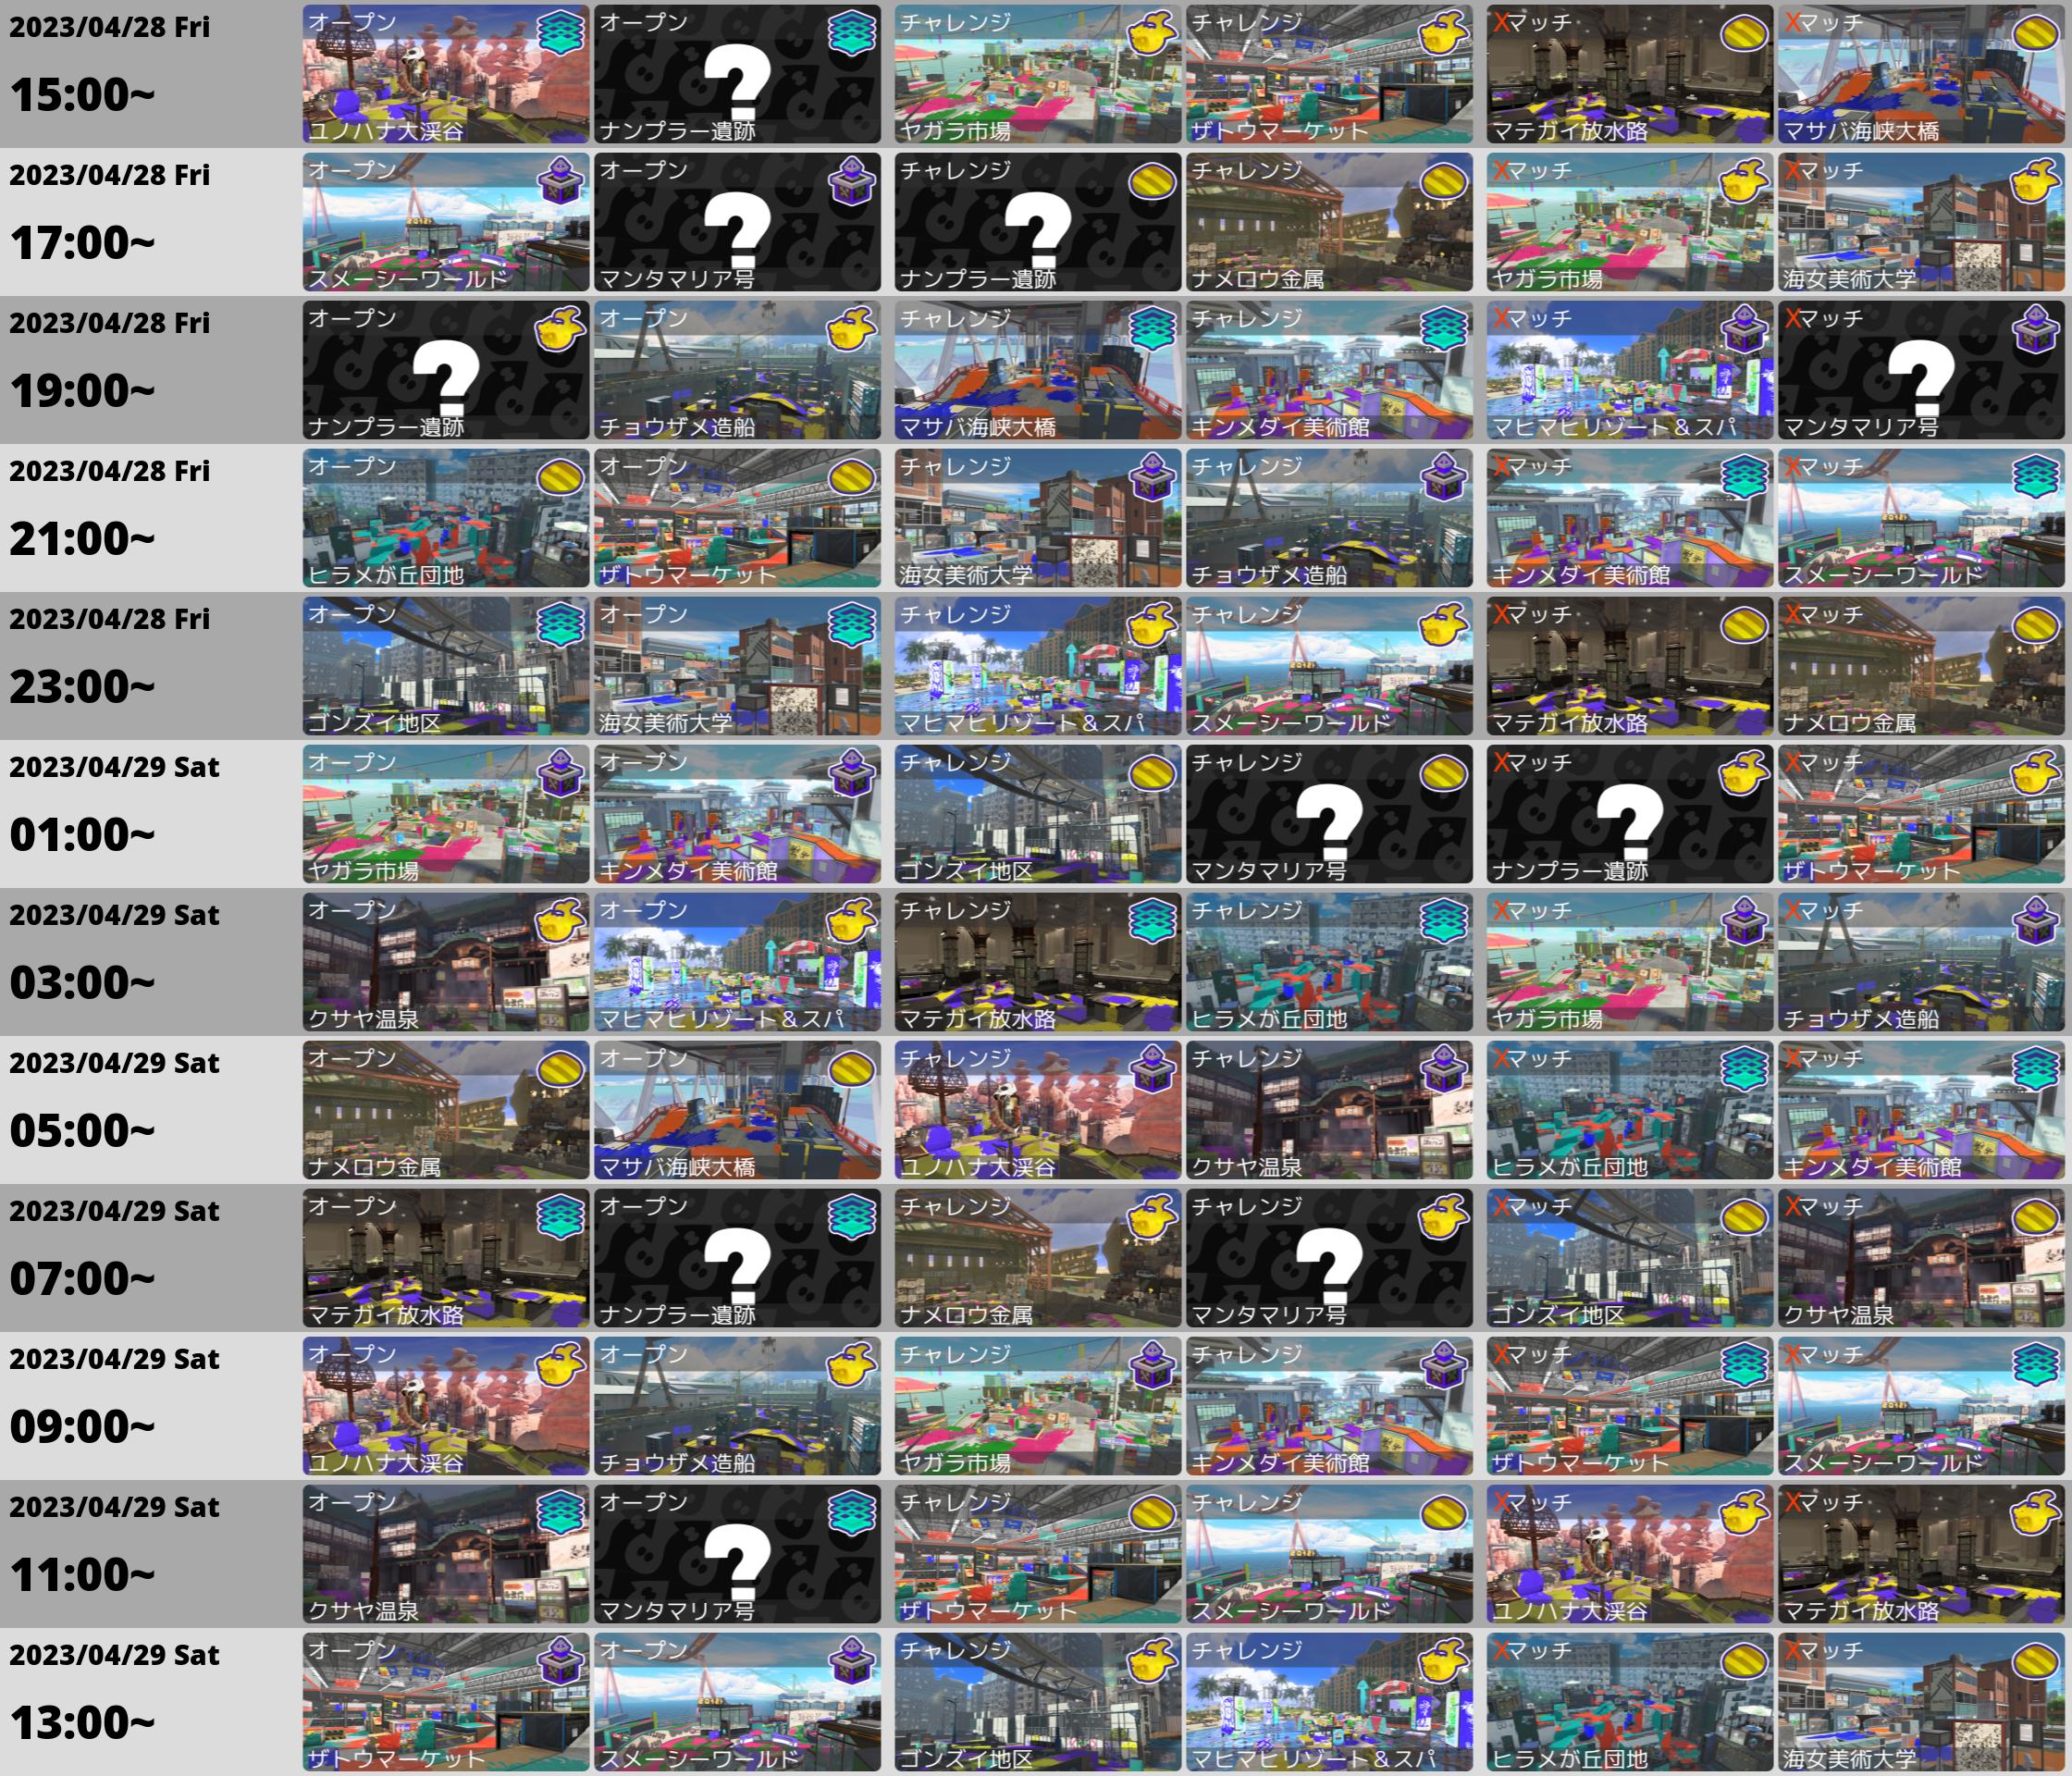 2023/04/28 Fri
15:00~
オープン オープン チャレンジ チャレンジ Xマッチ Xマッチ
ユノハナ大渓谷 ナンプラー遺跡 ヤガラ市場 ザトウマーケット マテガイ放水路 マサバ海峡大橋
2023/04/28 Fri
17:00~
オープン オープン チャレンジ チャレンジ Xマッチ Xマッチ
スメーシーワールド マンタマリア号 ナンプラー遺跡 ナメロウ金属 ヤガラ市場 海女美術大学
2023/04/28 Fri
19:00~
オープン オープン チャレンジ チャレンジ Xマッチ Xマッチ
ナンプラー遺跡 チョウザメ造船 マサバ海峡大橋 キンメダイ美術館 マヒマヒリゾート＆スパ マンタマリア号
2023/04/28 Fri
21:00~
オープン オープン チャレンジ チャレンジ Xマッチ Xマッチ
ヒラメが丘団地 ザトウマーケット 海女美術大学 チョウザメ造船 キンメダイ美術館 スメーシーワールド
2023/04/28 Fri
23:00~
オープン オープン チャレンジ チャレンジ Xマッチ Xマッチ
ゴンズイ地区 海女美術大学 マヒマヒリゾート＆スパ スメーシーワールド マテガイ放水路 ナメロウ金属
2023/04/29 Sat
01:00~
オープン オープン チャレンジ チャレンジ Xマッチ Xマッチ
ヤガラ市場 キンメダイ美術館 ゴンズイ地区 マンタマリア号 ナンプラー遺跡 ザトウマーケット
2023/04/29 Sat
03:00~
オープン オープン チャレンジ チャレンジ Xマッチ Xマッチ
クサヤ温泉 マヒマヒリゾート＆スパ マテガイ放水路 ヒラメが丘団地 ヤガラ市場 チョウザメ造船
2023/04/29 Sat
05:00~
オープン オープン チャレンジ チャレンジ Xマッチ Xマッチ
ナメロウ金属 マサバ海峡大橋 ユノハナ大渓谷 クサヤ温泉 ヒラメが丘団地 キンメダイ美術館
2023/04/29 Sat
07:00~
オープン オープン チャレンジ チャレンジ Xマッチ Xマッチ
マテガイ放水路 ナンプラー遺跡 ナメロウ金属 マンタマリア号 ゴンズイ地区 クサヤ温泉
2023/04/29 Sat
09:00~
オープン オープン チャレンジ チャレンジ Xマッチ Xマッチ
ユノハナ大渓谷 チョウザメ造船 ヤガラ市場 キンメダイ美術館 ザトウマーケット スメーシーワールド
2023/04/29 Sat
11:00~
オープン オープン チャレンジ チャレンジ Xマッチ Xマッチ
クサヤ温泉 マンタマリア号 ザトウマーケット スメーシーワールド ユノハナ大渓谷 マテガイ放水路
2023/04/29 Sat
13:00~
オープン オープン チャレンジ チャレンジ Xマッチ Xマッチ
ザトウマーケット スメーシーワールド ゴンズイ地区 マヒマヒリゾート＆スパ ヒラメが丘団地 海女美術大学